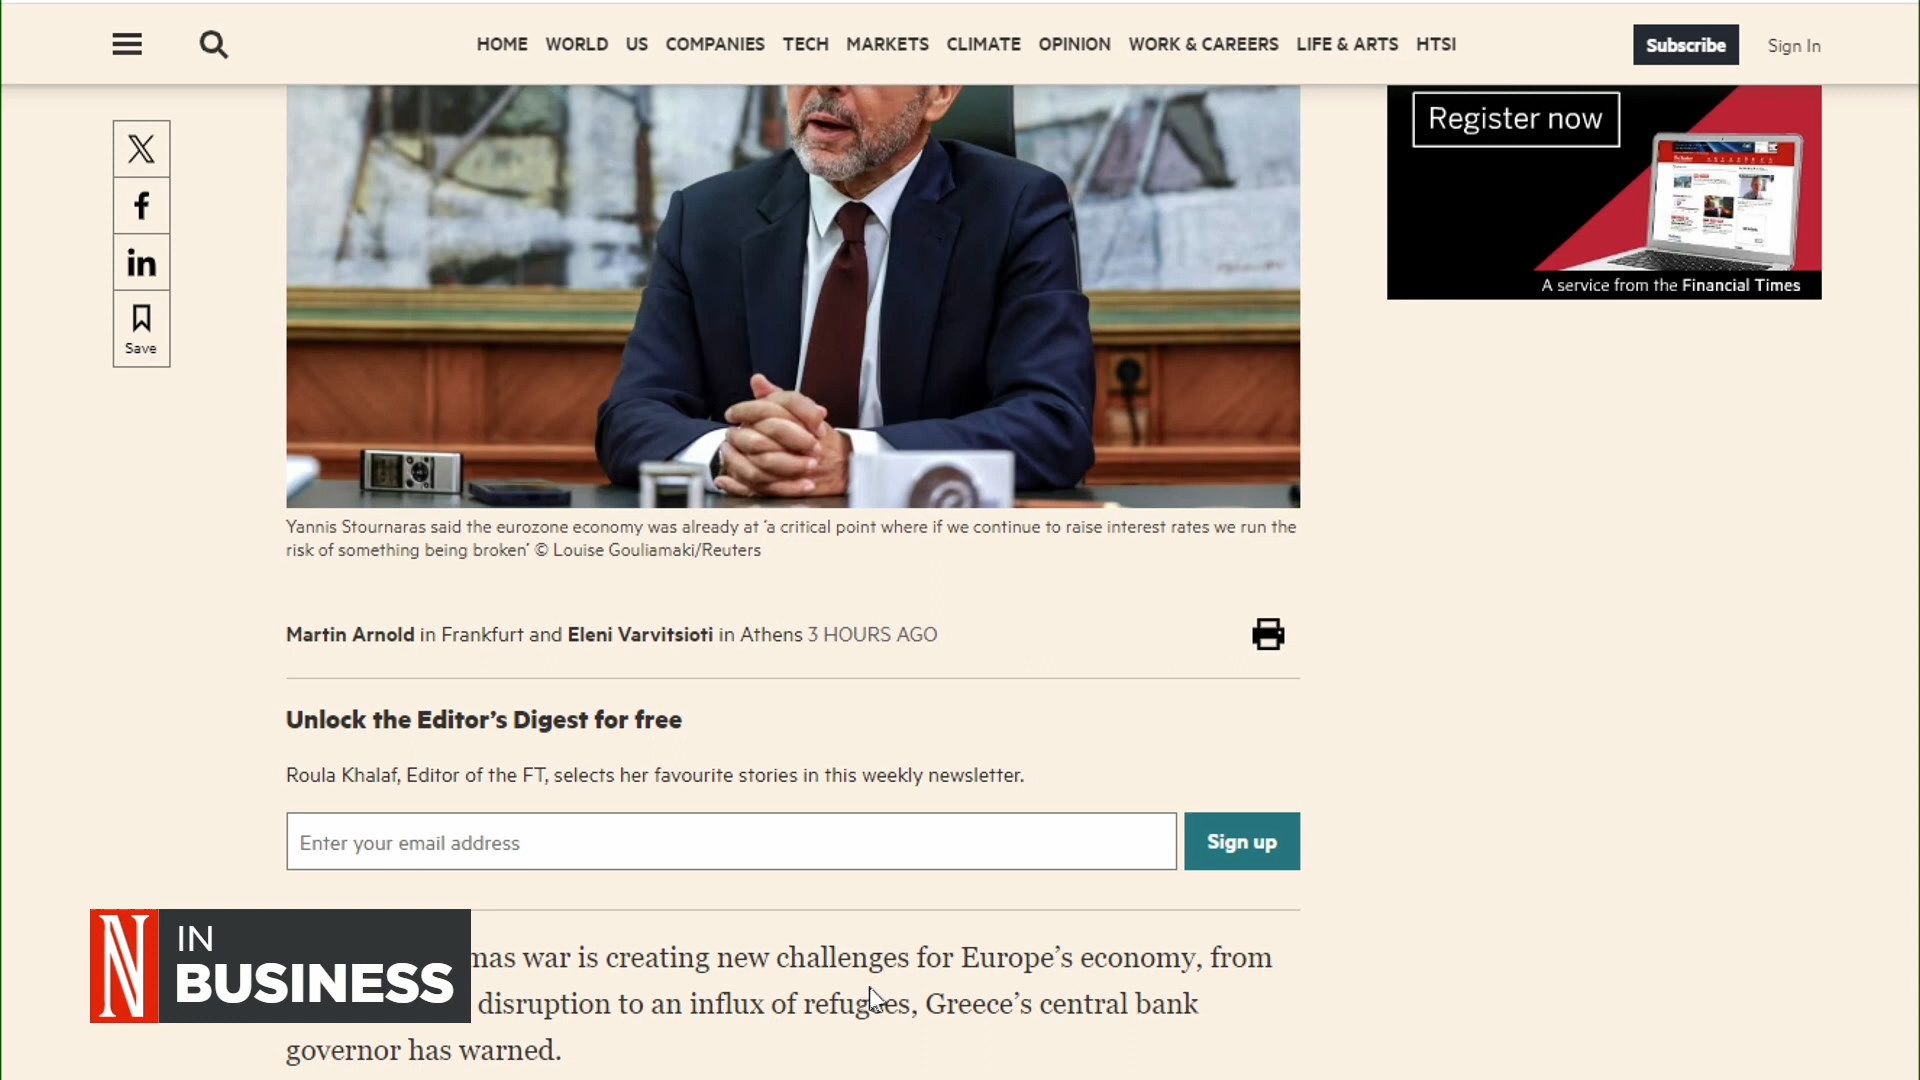 HOME WORLD US COMPANIES TECH MARKETS CLIMATE OPINION WORK & CAREERS LIFE & ARTS HTSI
Subscribe
Sign In
Save
Register now
A service from the Financial Times
Yannis Stournaras said the eurozone economy was already at ‘a critical point where if we continue to raise interest rates we run the
risk of something being broken’ © Louise Gouliamaki/Reuters
Martin Arnold in Frankfurt and Eleni Varvitsioti in Athens 3 HOURS AGO
Unlock the Editor’s Digest for free
Roula Khalaf, Editor of the FT, selects her favourite stories in this weekly newsletter.
Enter your email address
Sign up
mas war is creating new challenges for Europe’s economy, from
disruption to an influx of refugees, Greece’s central bank
governor has warned.
N IN
BUSINESS